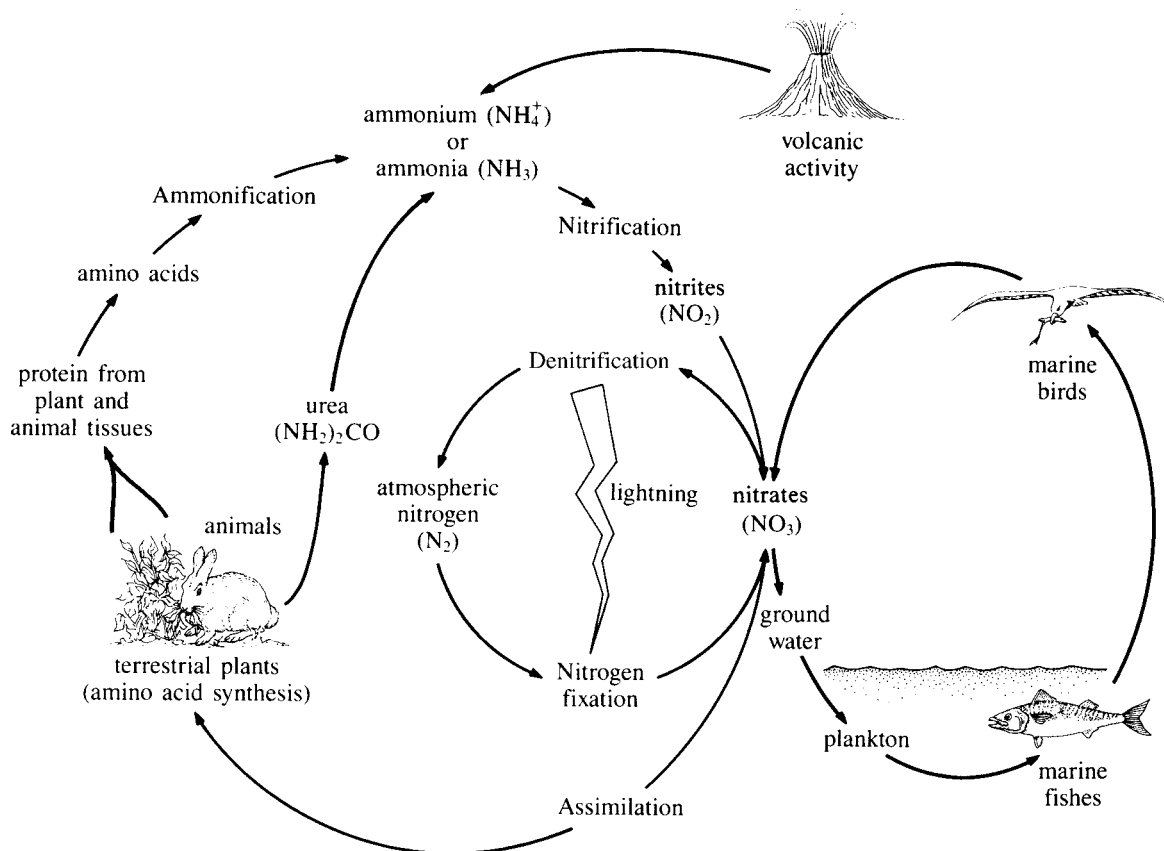 ammonium (NH₄⁺)
or
ammonia (NH₃)
volcanic
activity
Ammonification
Nitrification
amino acids
nitrites
(NO₂)
protein from
plant and
animal tissues
Denitrification
marine
birds
urea
(NH₂)₂CO
atmospheric
nitrogen
(N₂)
lightning
nitrates
(NO₃)
animals
ground
water
terrestrial plants
(amino acid synthesis)
Nitrogen
fixation
plankton
marine
fishes
Assimilation